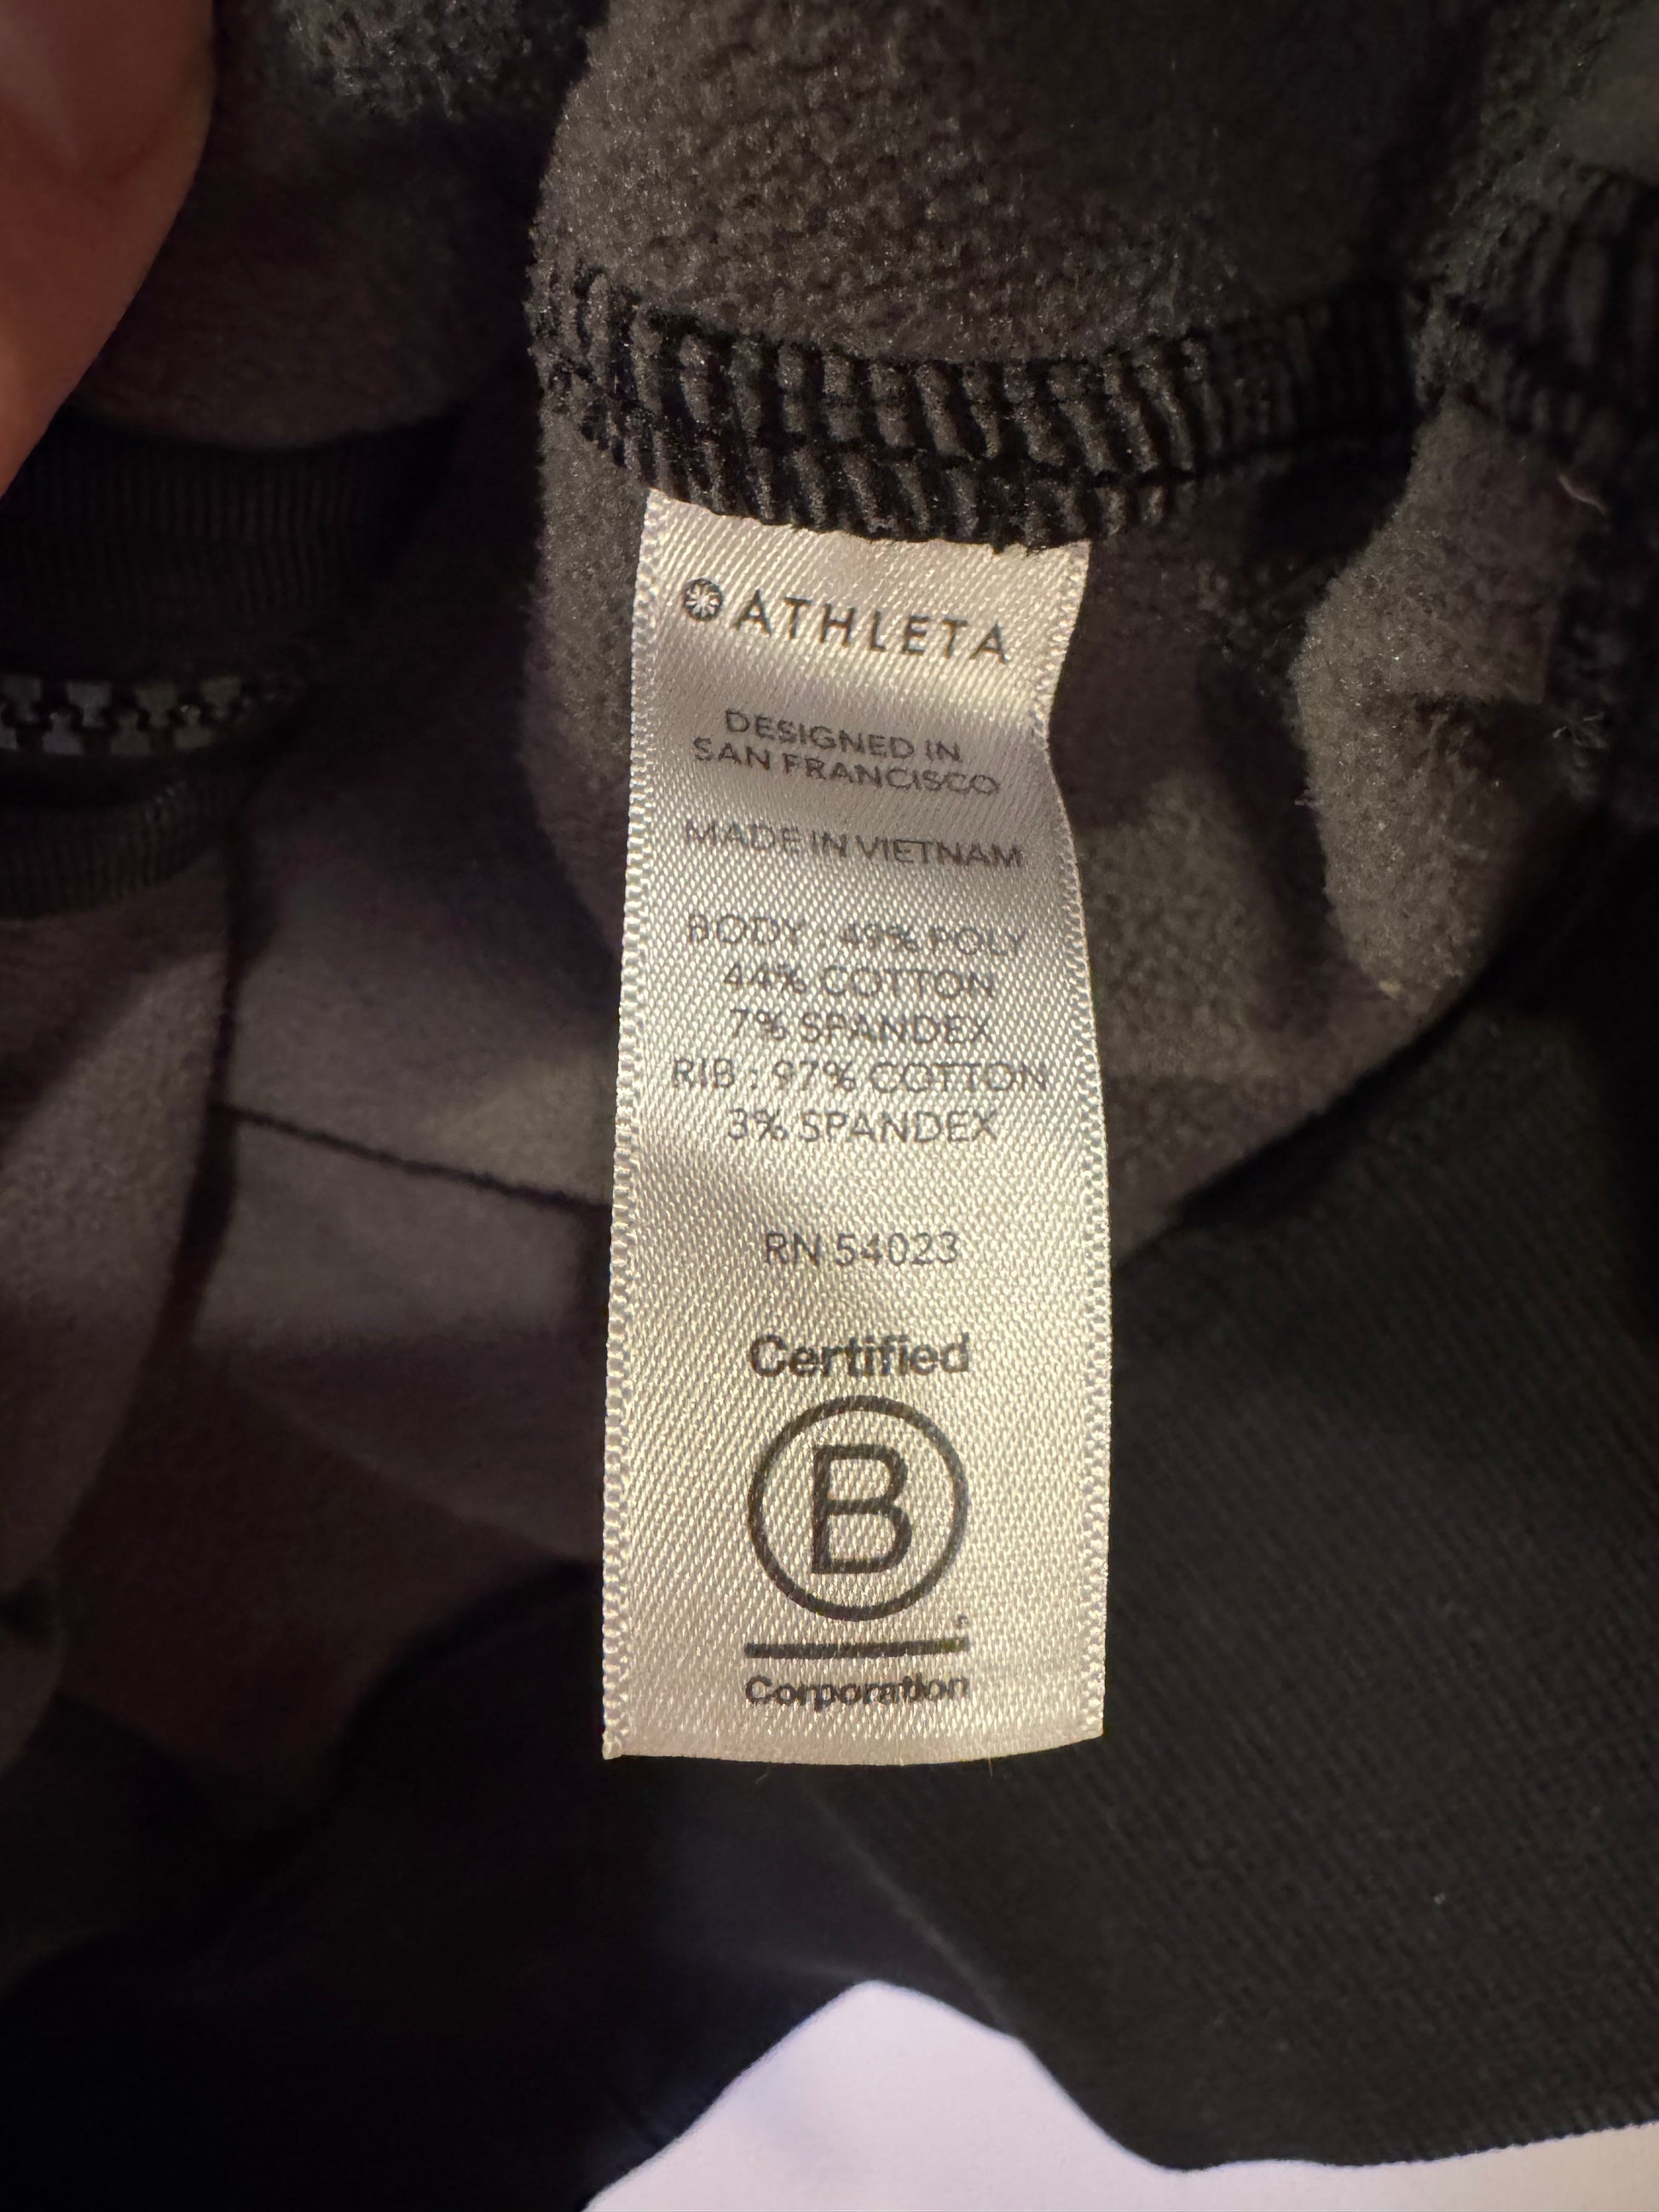 ATHLETA
DESIGNED IN
SAN FRANCISCO
MADE IN VIETNAM
BODY : 49% POLY
44% COTTON
7% SPANDEX
RIB : 97% COTTON
3% SPANDEX
RN 54023
Certified
B
Corporation